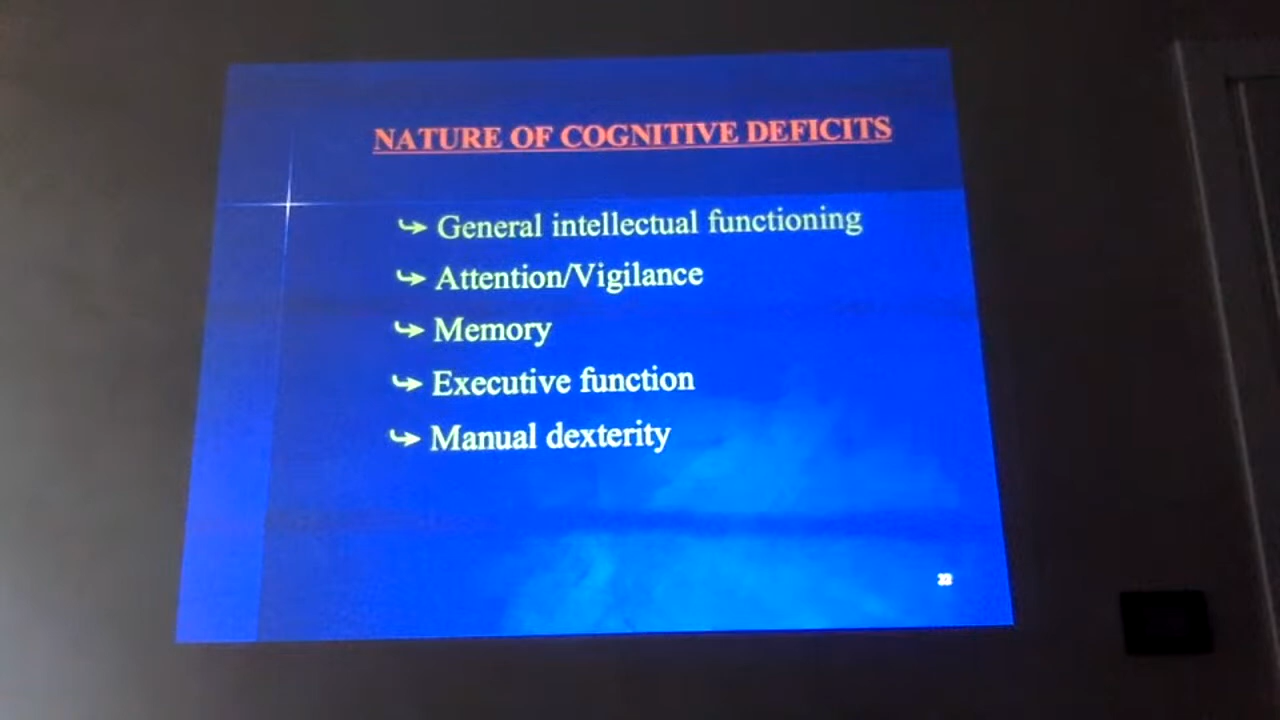 NATURE OF COGNITIVE DEFICITS
General intellectual functioning
Attention/Vigilance
Memory
Executive function
Manual dexterity